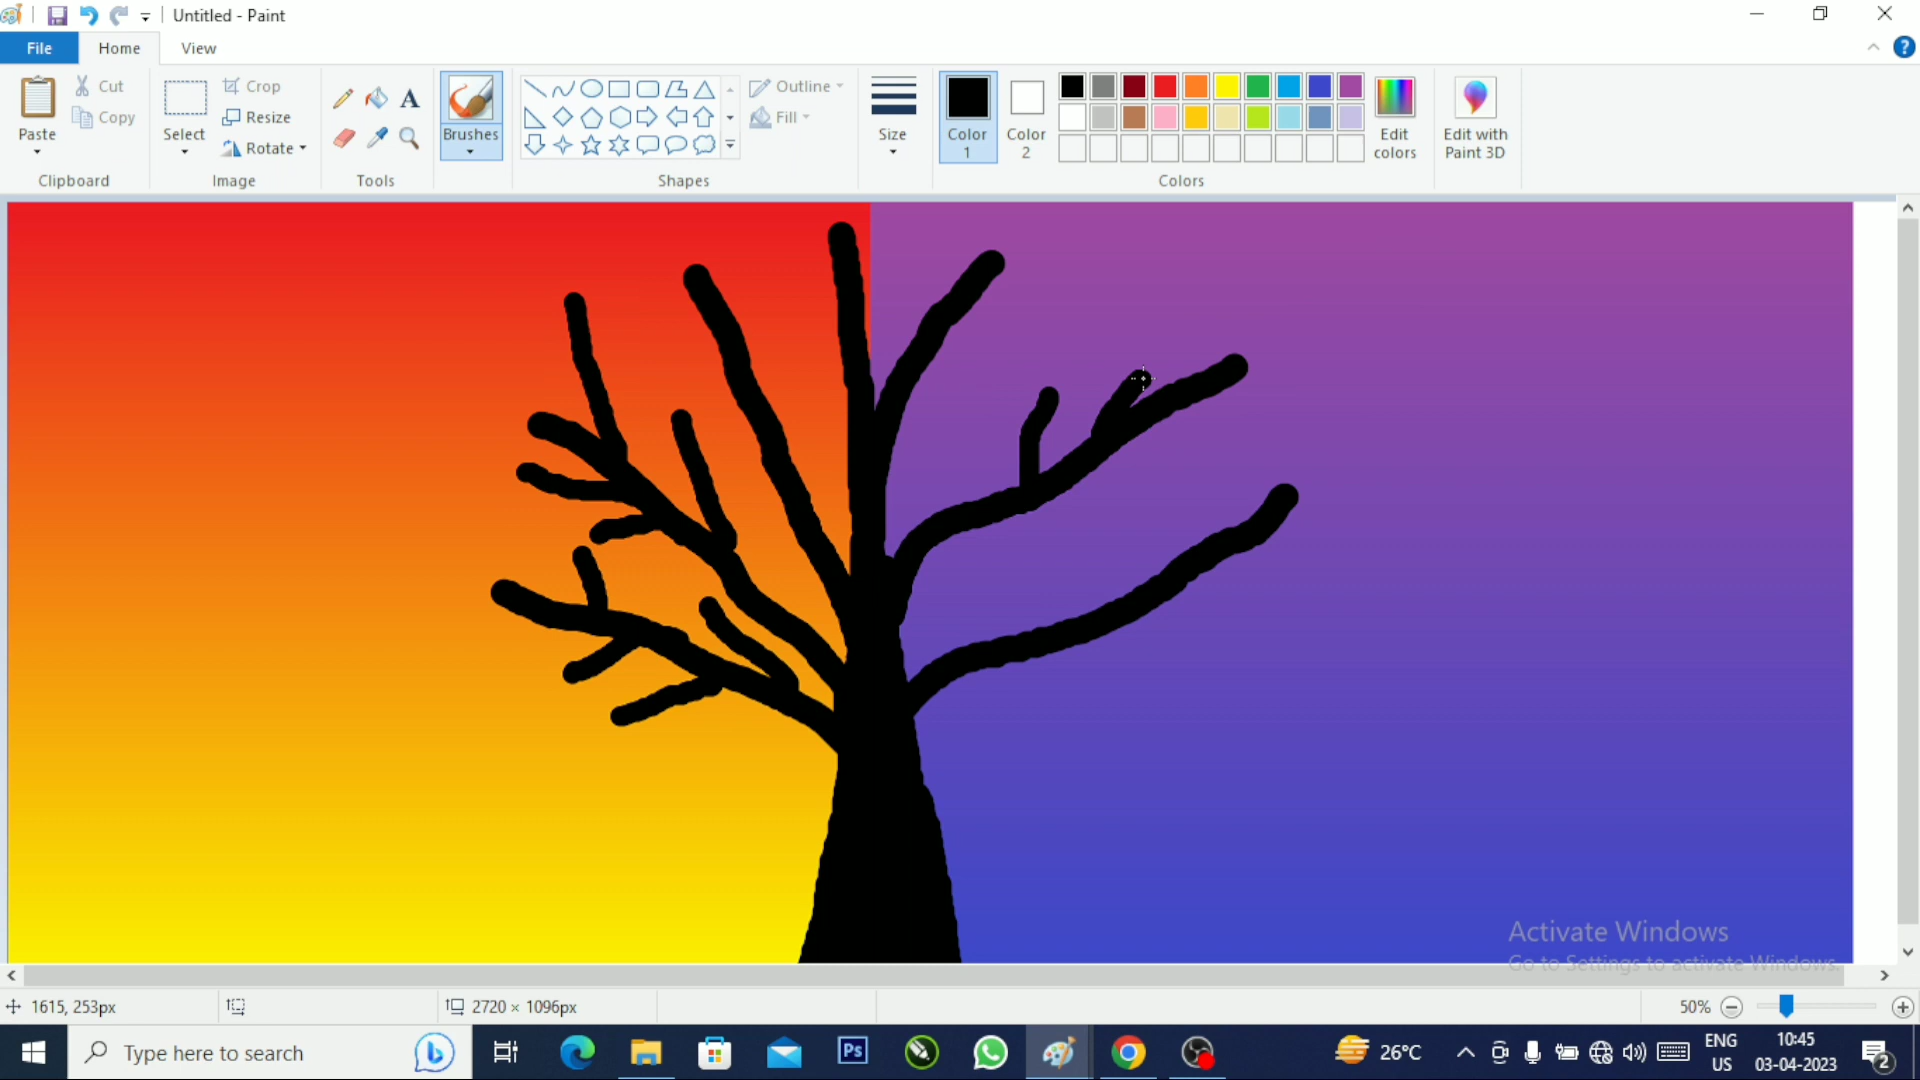 Untitled - Paint
File Home View
Cut
Crop
Outline
Copy
Resize
Fill
Paste Select Rotate Brushes Size Color 1 Color 2 Edit colors Edit with Paint 3D
Clipboard Image Tools Shapes Colors
Activate Windows
Go to Settings to activate Windows.
1615, 253px 2720 × 1096px 50%
Type here to search Ps 26°C ENG US 10:45 03-04-2023 2